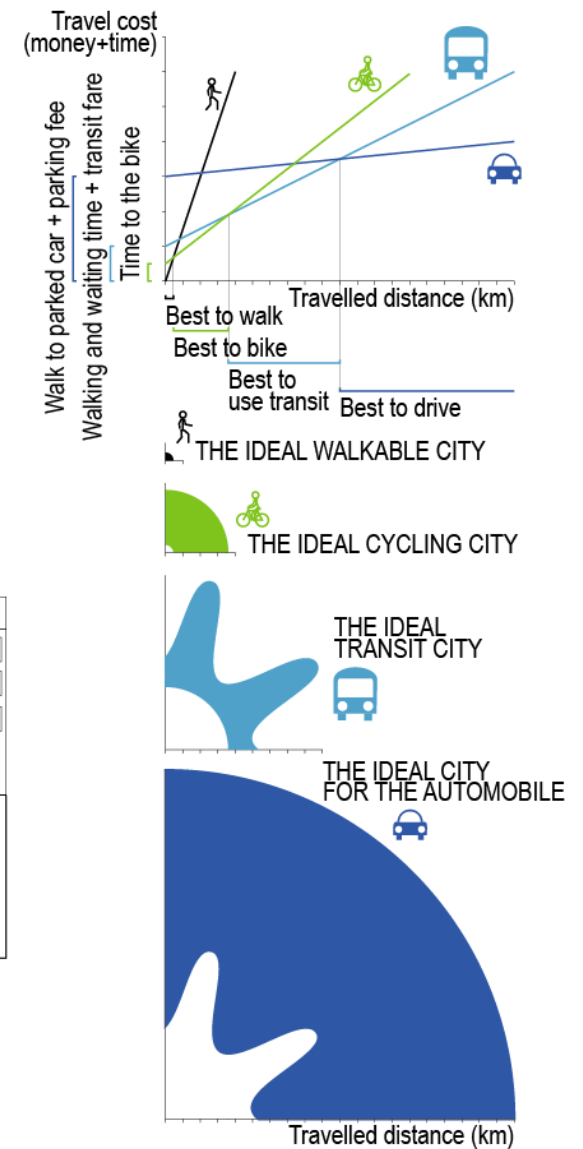 Travel cost
(money+time)
Walk to parked car + parking fee
Walking and waiting time + transit fare
Time to the bike
Travelled distance (km)
Best to walk
Best to bike
Best to
use transit
Best to drive
THE IDEAL WALKABLE CITY
THE IDEAL CYCLING CITY
THE IDEAL
TRANSIT CITY
THE IDEAL CITY
FOR THE AUTOMOBILE
Travelled distance (km)